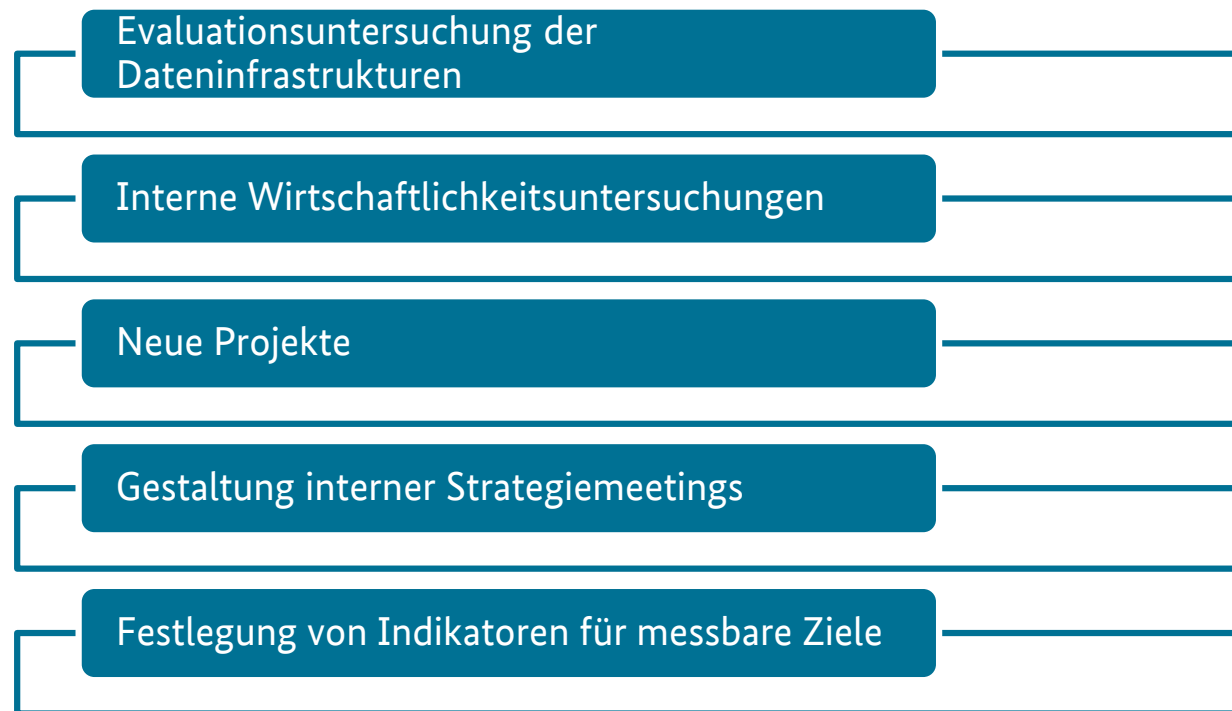 Evaluationsuntersuchung der
Dateninfrastrukturen
Interne Wirtschaftlichkeitsuntersuchungen
Neue Projekte
Gestaltung interner Strategiemeetings
Festlegung von Indikatoren für messbare Ziele